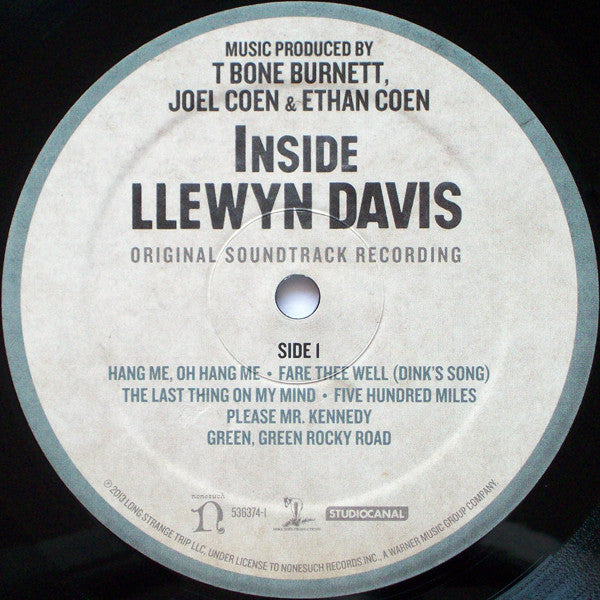 MUSIC PRODUCED BY
T BONE BURNETT,
JOEL COEN & ETHAN COEN
INSIDE
LLEWYN DAVIS
ORIGINAL SOUNDTRACK RECORDING
SIDE 1
HANG ME, OH HANG ME • FARE THEE WELL (DINK'S SONG)
THE LAST THING ON MY MIND • FIVE HUNDRED MILES
PLEASE MR. KENNEDY
GREEN, GREEN ROCKY ROAD
nonesuch
536374-1
STUDIOCANAL
℗ 2013 LONG STRANGE TRIP LLC. UNDER LICENSE TO NONESUCH RECORDS INC., A WARNER MUSIC GROUP COMPANY.